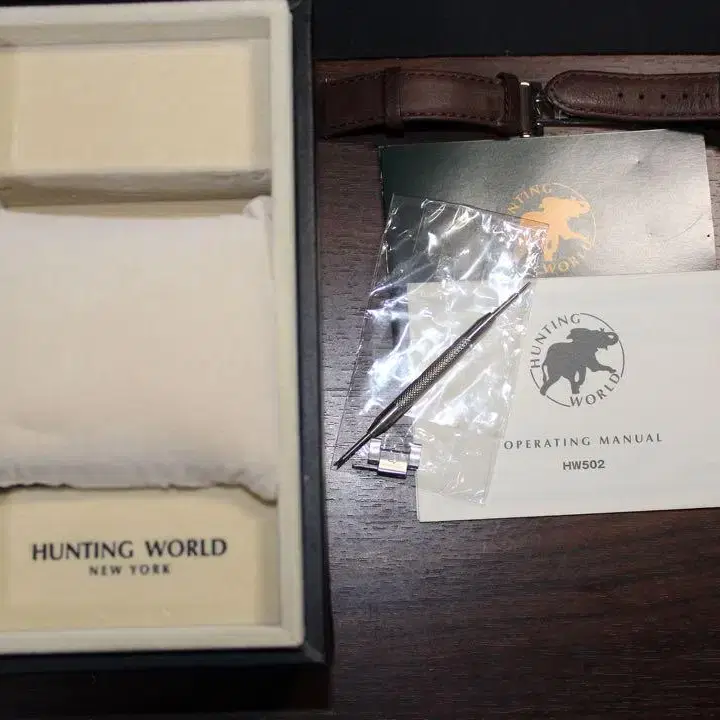 HUNTING WORLD
NEW YORK
HUNTING
WORLD
HUNTING
WORLD
OPERATING MANUAL
HW502